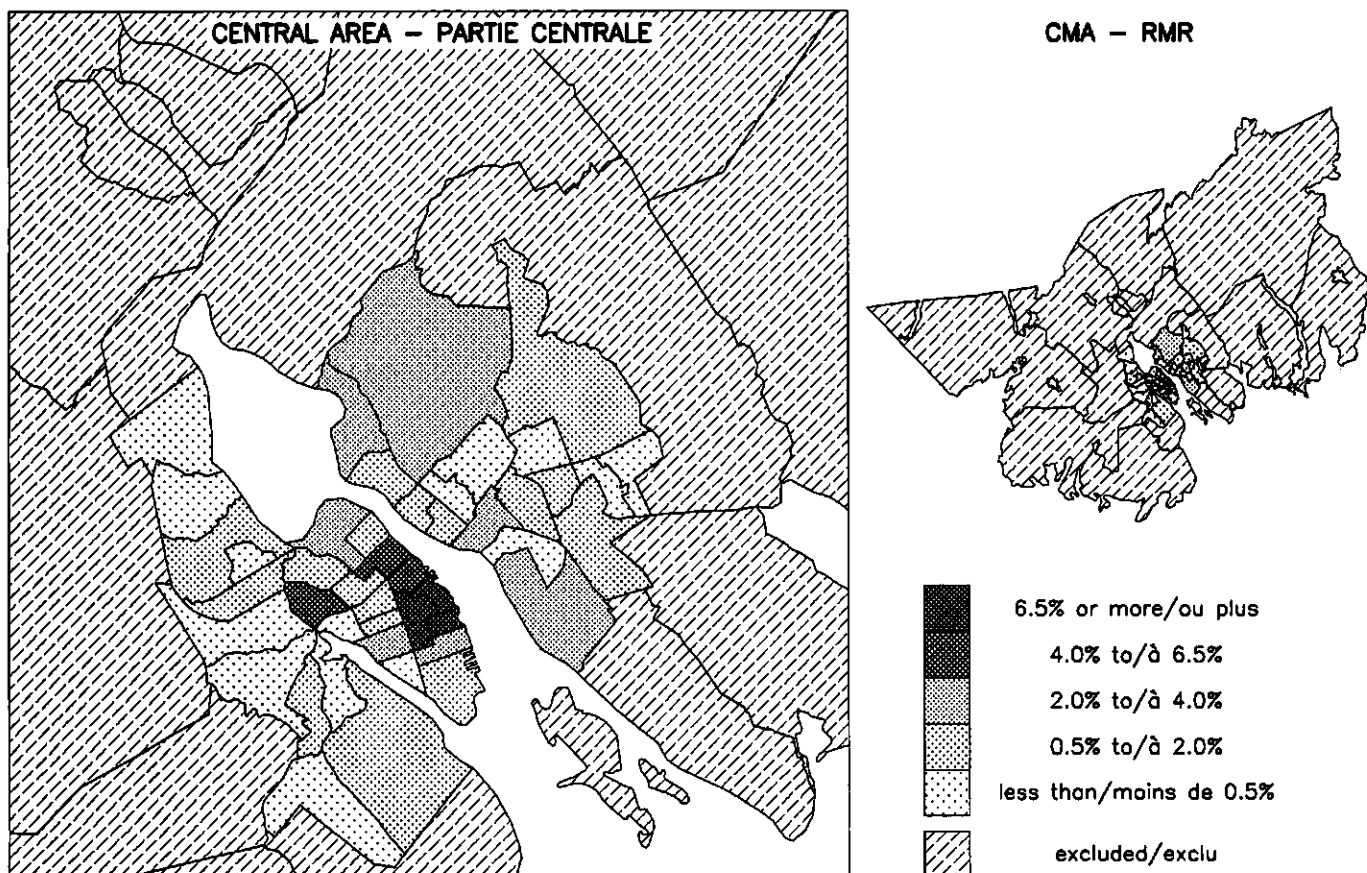 CENTRAL AREA - PARTIE CENTRALE
CMA - RMR
6.5% or more/ou plus
4.0% to/à 6.5%
2.0% to/à 4.0%
0.5% to/à 2.0%
less than/moins de 0.5%
excluded/exclu